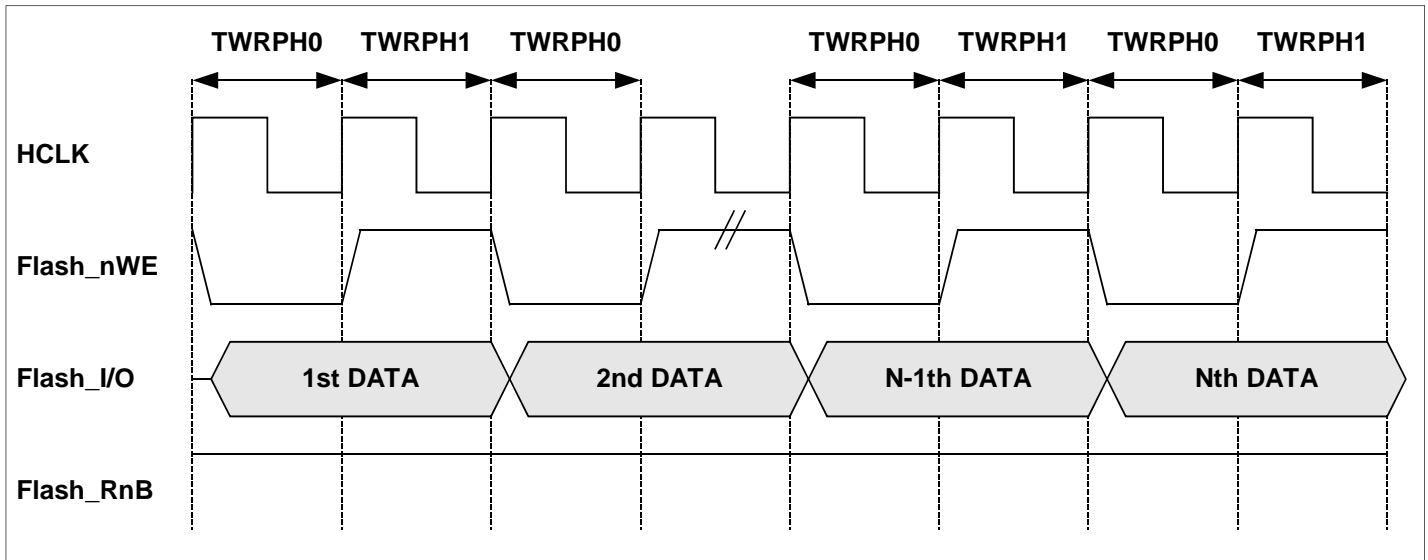 TWRPH0 TWRPH1 TWRPH0 TWRPH0 TWRPH1 TWRPH0 TWRPH1
HCLK
Flash_nWE
Flash_I/O 1st DATA 2nd DATA N-1th DATA Nth DATA
Flash_RnB